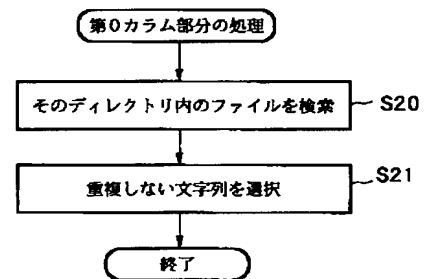 第0カラム部分の処理
そのディレクトリ内のファイルを検索
S20
重複しない文字列を選択
S21
終了